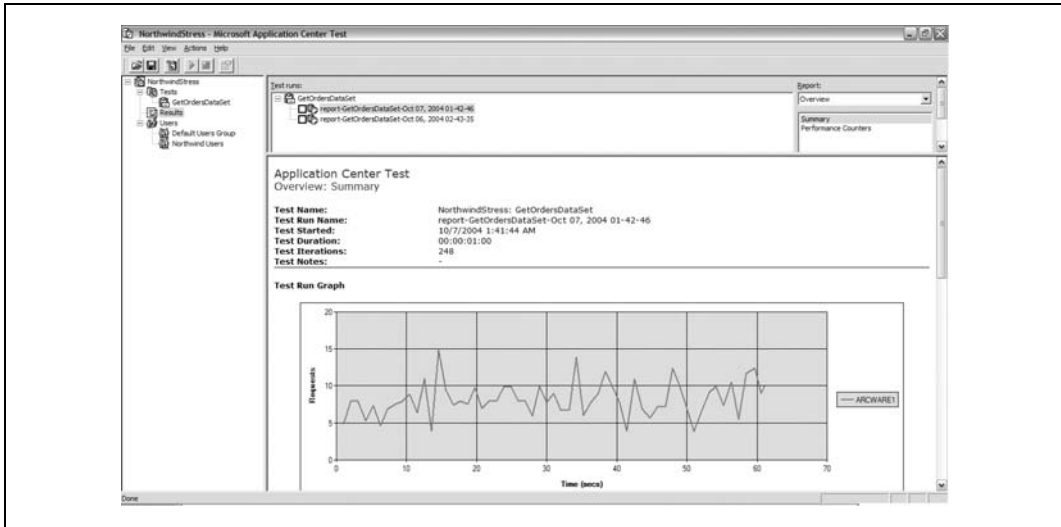 NorthwindStress - Microsoft Application Center Test
File Edit View Actions Help
NorthwindStress
Tests
GetOrdersDataSet
Results
Users
Default Users Group
Northwind Users
Test runs:
GetOrdersDataSet
report-GetOrdersDataSet-Oct 07, 2004 01-42-46
report-GetOrdersDataSet-Oct 06, 2004 02-43-35
Report:
Overview
Summary
Performance Counters
Application Center Test
Overview: Summary
Test Name: NorthwindStress: GetOrdersDataSet
Test Run Name: report-GetOrdersDataSet-Oct 07, 2004 01-42-46
Test Started: 10/7/2004 1:41:44 AM
Test Duration: 00:00:01:00
Test Iterations: 248
Test Notes: -
Test Run Graph
20
15
10
5
0
Requests
0 10 20 30 40 50 60 70
Time (secs)
ARCWARE1
Done